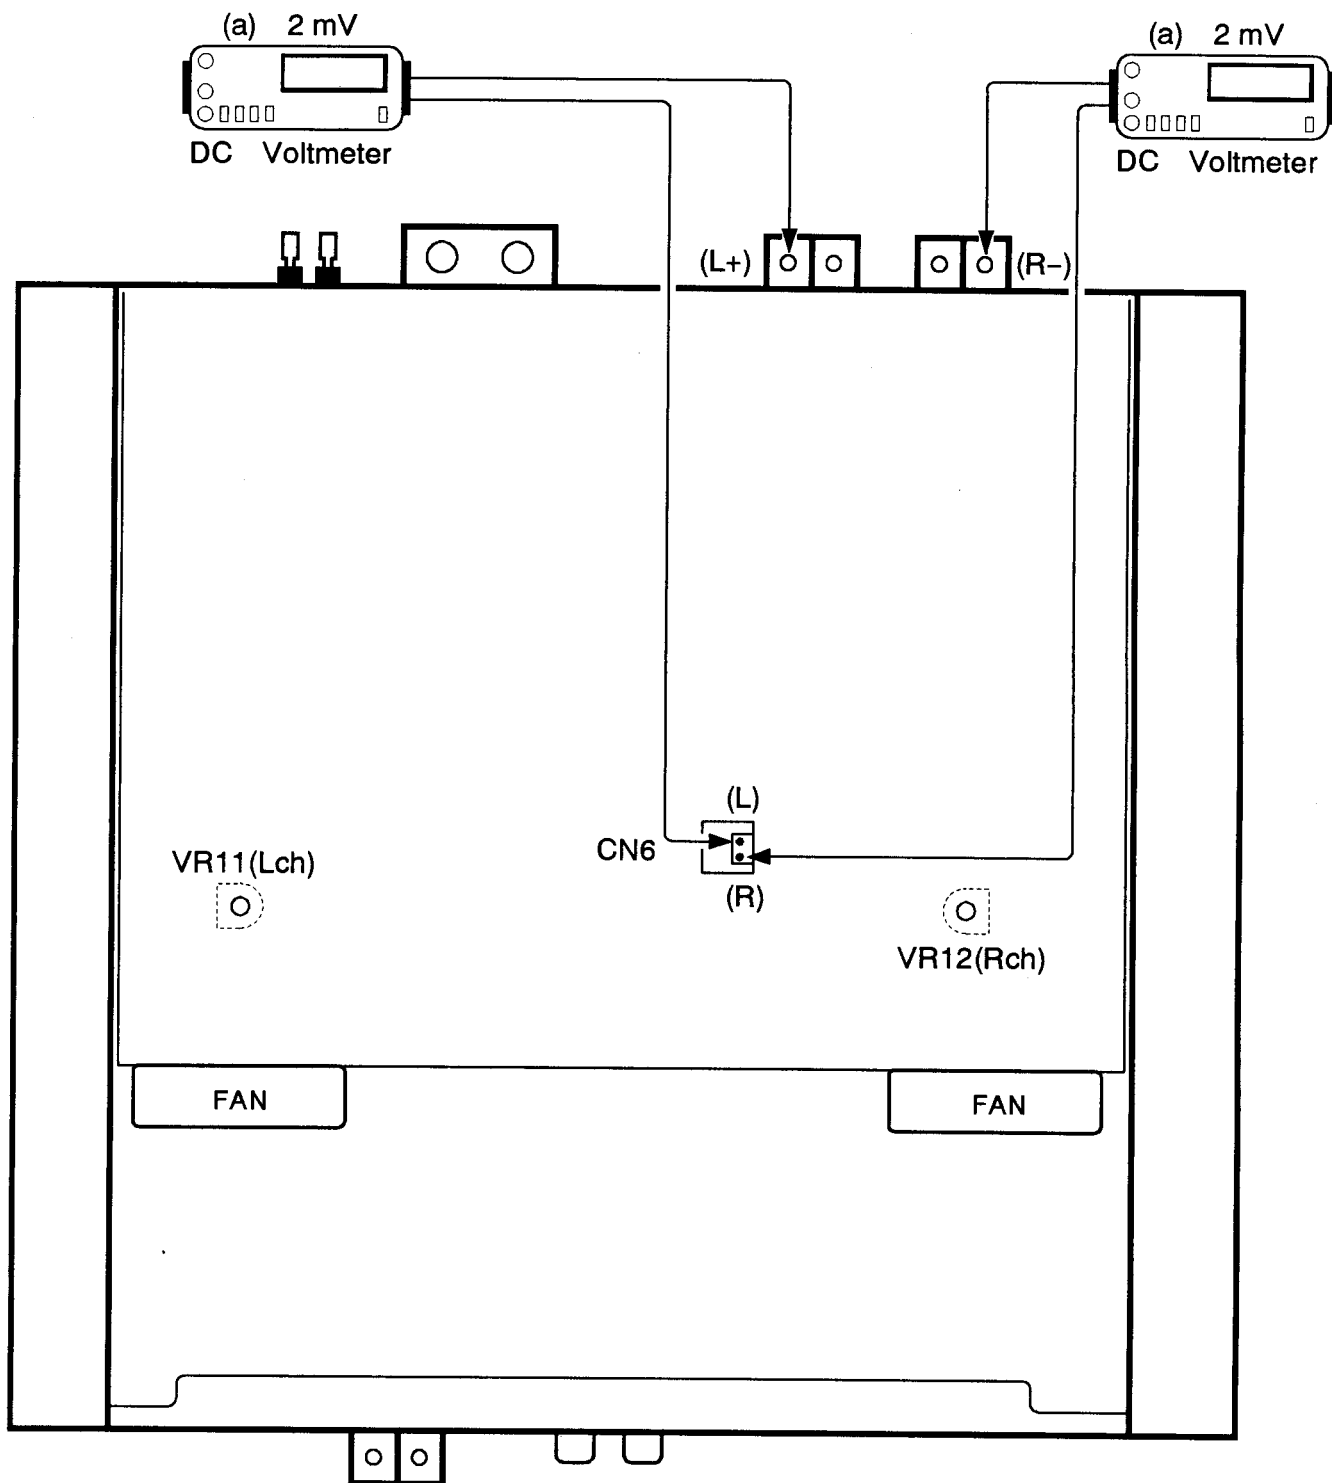 (a) 2 mV
DC Voltmeter
(a) 2 mV
DC Voltmeter
(L+)
(R−)
(L)
CN6
(R)
VR11(Lch)
VR12(Rch)
FAN
FAN